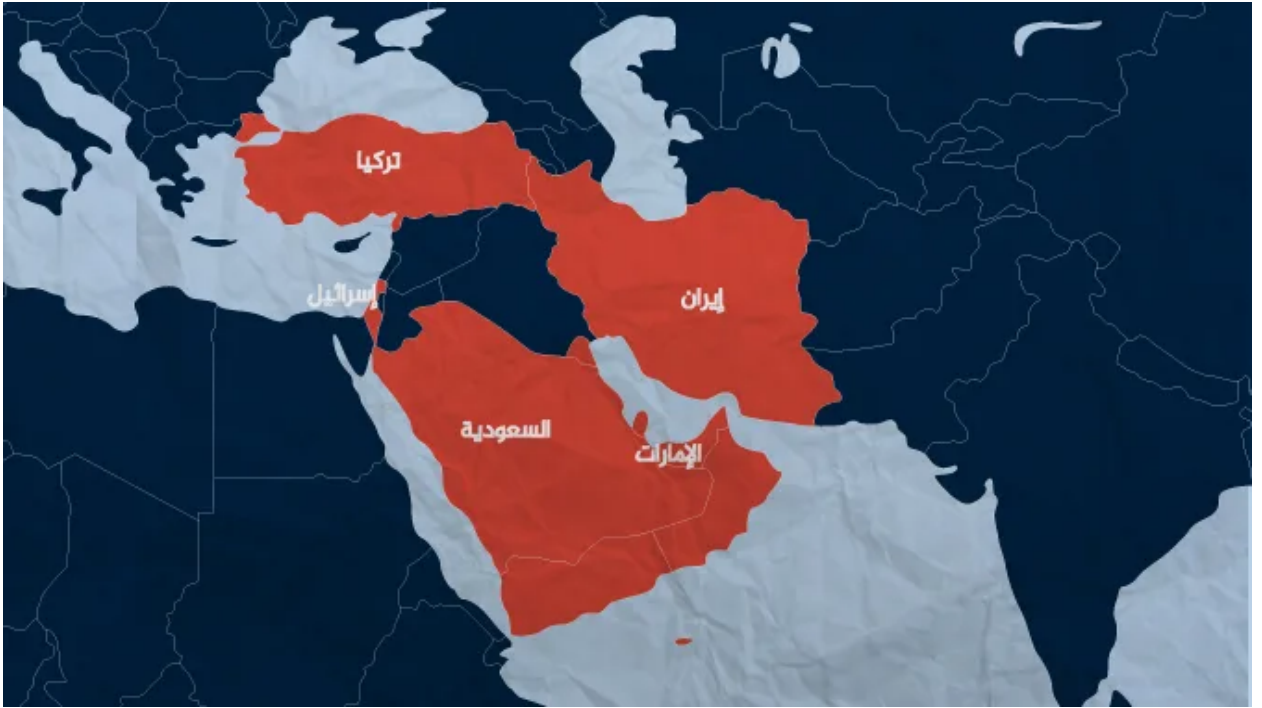 تركيا
إسرائيل
إيران
السعودية
الإمارات